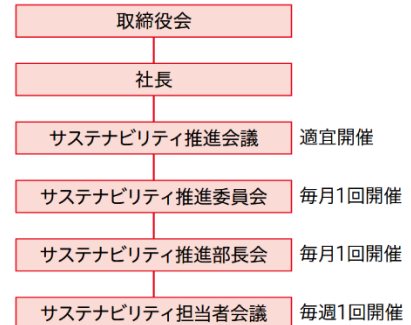 取締役会
社長
サステナビリティ推進会議　適宜開催
サステナビリティ推進委員会　毎月1回開催
サステナビリティ推進部長会　毎月1回開催
サステナビリティ担当者会議　毎週1回開催